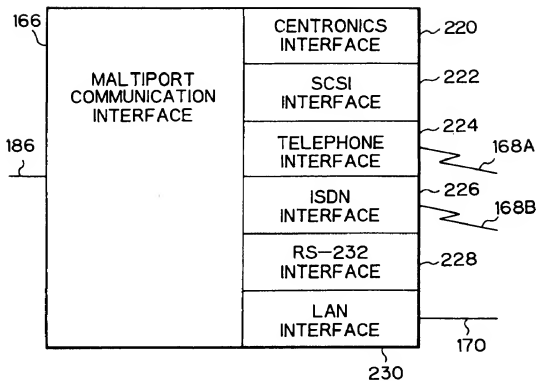 166
MALTIPORT
COMMUNICATION
INTERFACE
186
CENTRONICS
INTERFACE
220
SCSI
INTERFACE
222
TELEPHONE
INTERFACE
224
168A
ISDN
INTERFACE
226
168B
RS-232
INTERFACE
228
LAN
INTERFACE
170
230